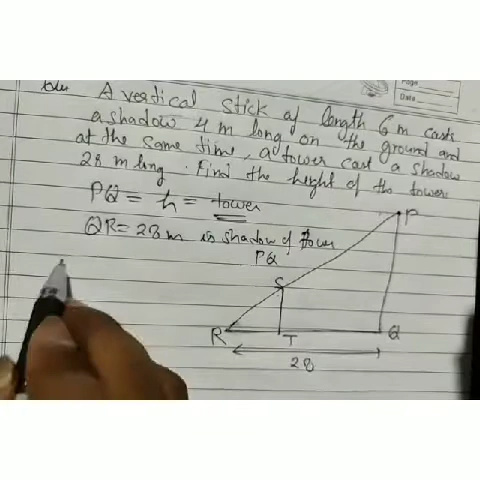 Que A vertical stick of length 6 m casts
a shadow 4 m long on the ground and
at the same time, a tower cast a shadow
28 m long. Find the height of the tower
PQ = h = tower
QR = 28 m is shadow of tower
PQ
P
S
R
T
Q
28
Page
Date